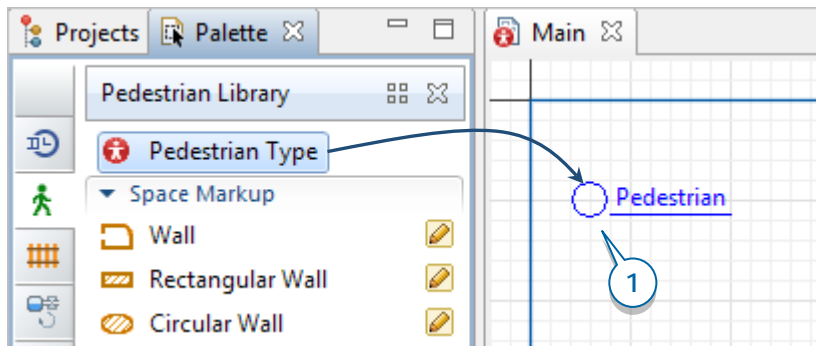 Projects
Palette
Main
Pedestrian Library
Pedestrian Type
Pedestrian
Space Markup
Wall
Rectangular Wall
1
Circular Wall